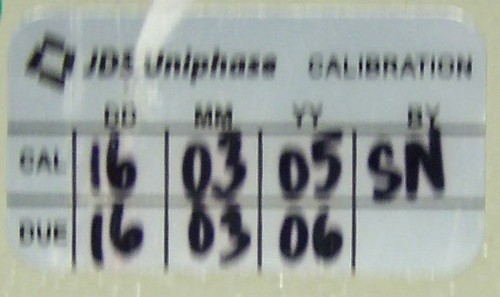 JDS Uniphase CALIBRATION
DD MM YY BY
CAL 16 03 05 SN
DUE 16 03 06